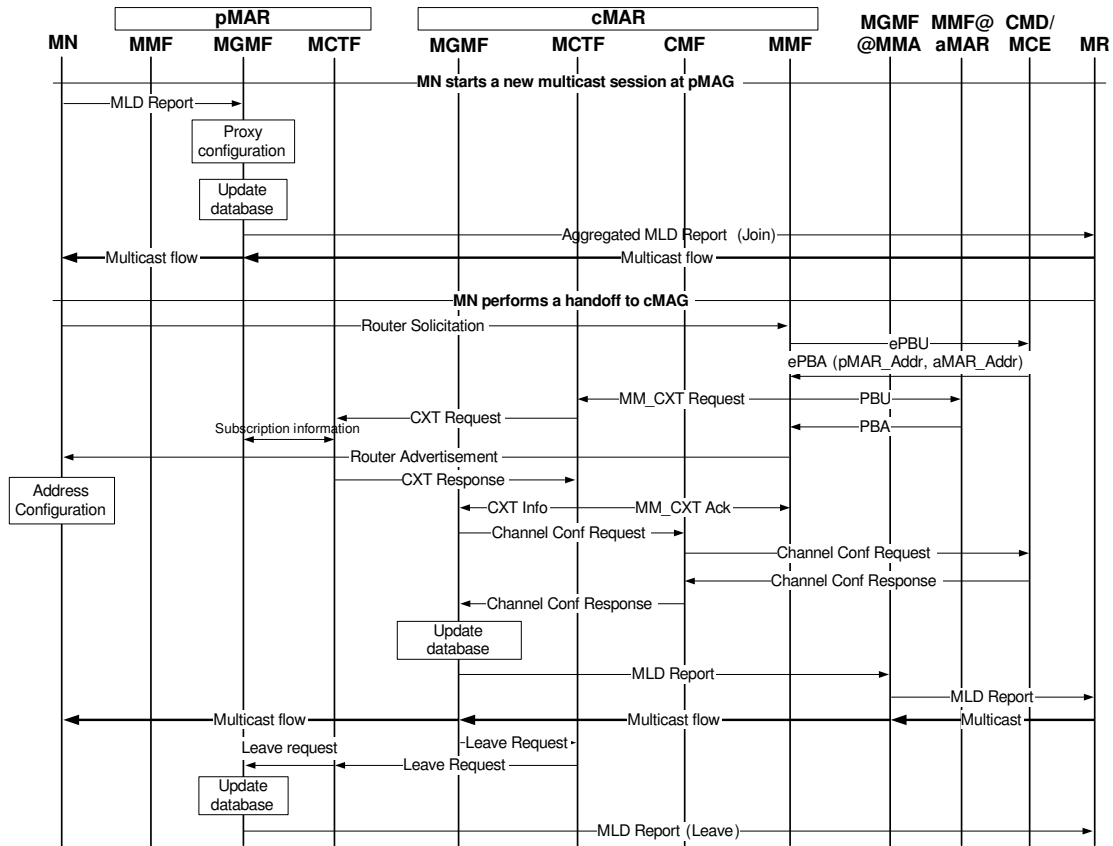 pMAR
cMAR
MGMF MMF@ CMD/
MN MMF MGMF MCTF MGMF MCTF CMF MMF @MMA aMAR MCE MR
MN starts a new multicast session at pMAG
MLD Report
Proxy
configuration
Update
database
Aggregated MLD Report (Join)
Multicast flow Multicast flow
MN performs a handoff to cMAG
Router Solicitation
ePBU
ePBA (pMAR_Addr, aMAR_Addr)
MM_CXT Request PBU
CXT Request
Subscription information PBA
Router Advertisement
CXT Response
Address
Configuration
CXT Info MM_CXT Ack
Channel Conf Request
Channel Conf Request
Channel Conf Response
Channel Conf Response
Update
database
MLD Report
MLD Report
Multicast flow Multicast flow Multicast
Leave Request
Leave request
Leave Request
Update
database
MLD Report (Leave)